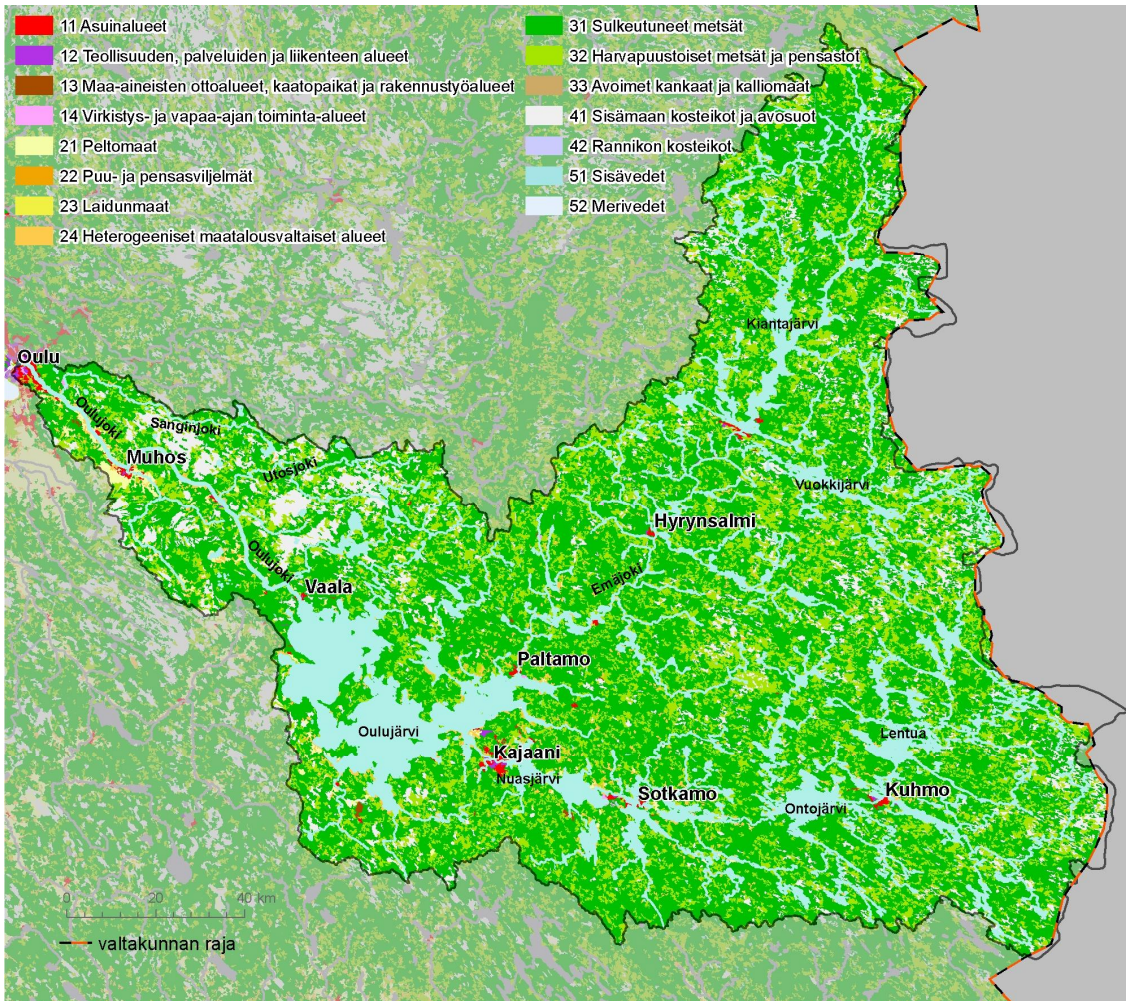 11 Asuinalueet
12 Teollisuuden, palveluiden ja liikenteen alueet
13 Maa-aineisten ottoalueet, kaatopaikat ja rakennustyöalueet
14 Virkistys- ja vapaa-ajan toiminta-alueet
21 Peltomaat
22 Puu- ja pensasviljelmät
23 Laidunmaat
24 Heterogeeniset maatalousvaltaiset alueet
31 Sulkeutuneet metsät
32 Harvapuustoiset metsät ja pensastot
33 Avoimet kankaat ja kalliomaat
41 Sisämaan kosteikot ja avosuot
42 Rannikon kosteikot
51 Sisävedet
52 Merivedet
Kiantajärvi
Oulu
Oulujoki
Sanginjoki
Muhos
Utosjoki
Vuokkijärvi
Hyrynsalmi
Oulujoki
Vaala
Emäjoki
Paltamo
Oulujärvi
Lentua
Kajaani
Nuasjärvi
Sotkamo
Ontojärvi
Kuhmo
0 20 40 km
valtakunnan raja